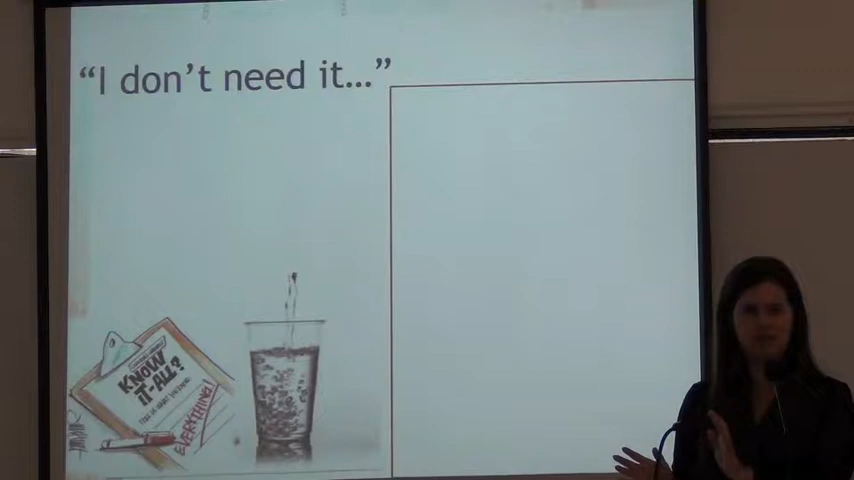 “I don’t need it...”
KNOW
IT-ALL?
EVERYTHING!